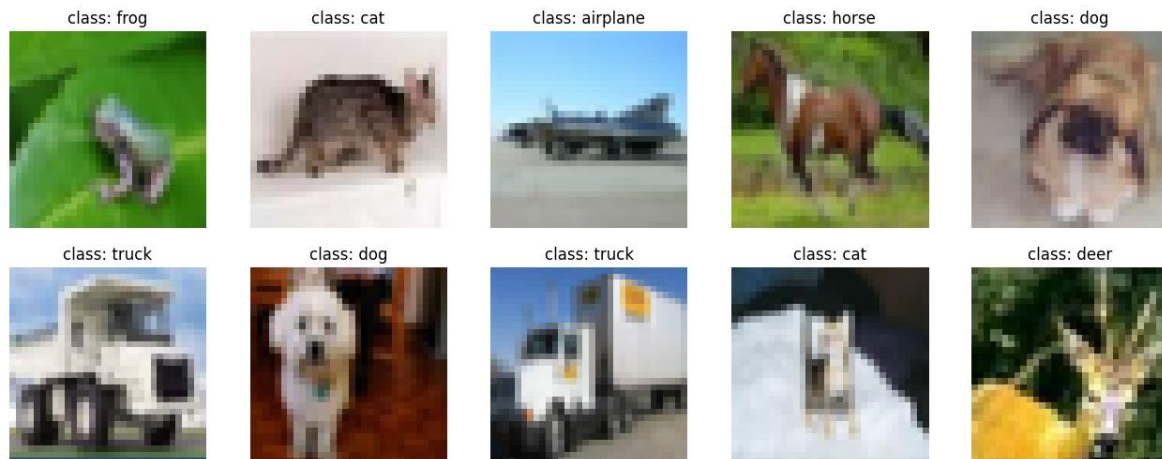 class: frog
class: cat
class: airplane
class: horse
class: dog
class: truck
class: dog
class: truck
class: cat
class: deer